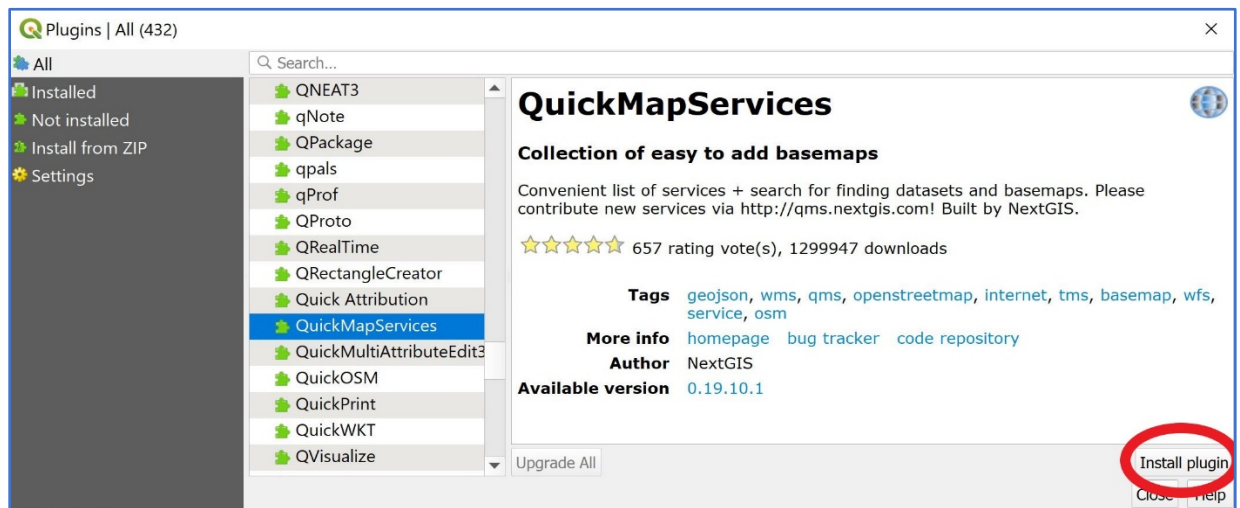 Plugins | All (432)
All
Search...
Installed
Not installed
Install from ZIP
Settings
QNEAT3
qNote
QPackage
qpals
qProf
QProto
QRealTime
QRectangleCreator
Quick Attribution
QuickMapServices
QuickMultiAttributeEdit3
QuickOSM
QuickPrint
QuickWKT
QVisualize
QuickMapServices
Collection of easy to add basemaps
Convenient list of services + search for finding datasets and basemaps. Please
contribute new services via http://qms.nextgis.com! Built by NextGIS.
657 rating vote(s), 1299947 downloads
Tags geojson, wms, qms, openstreetmap, internet, tms, basemap, wfs,
service, osm
More info homepage bug tracker code repository
Author NextGIS
Available version 0.19.10.1
Upgrade All
Install plugin
Close Help